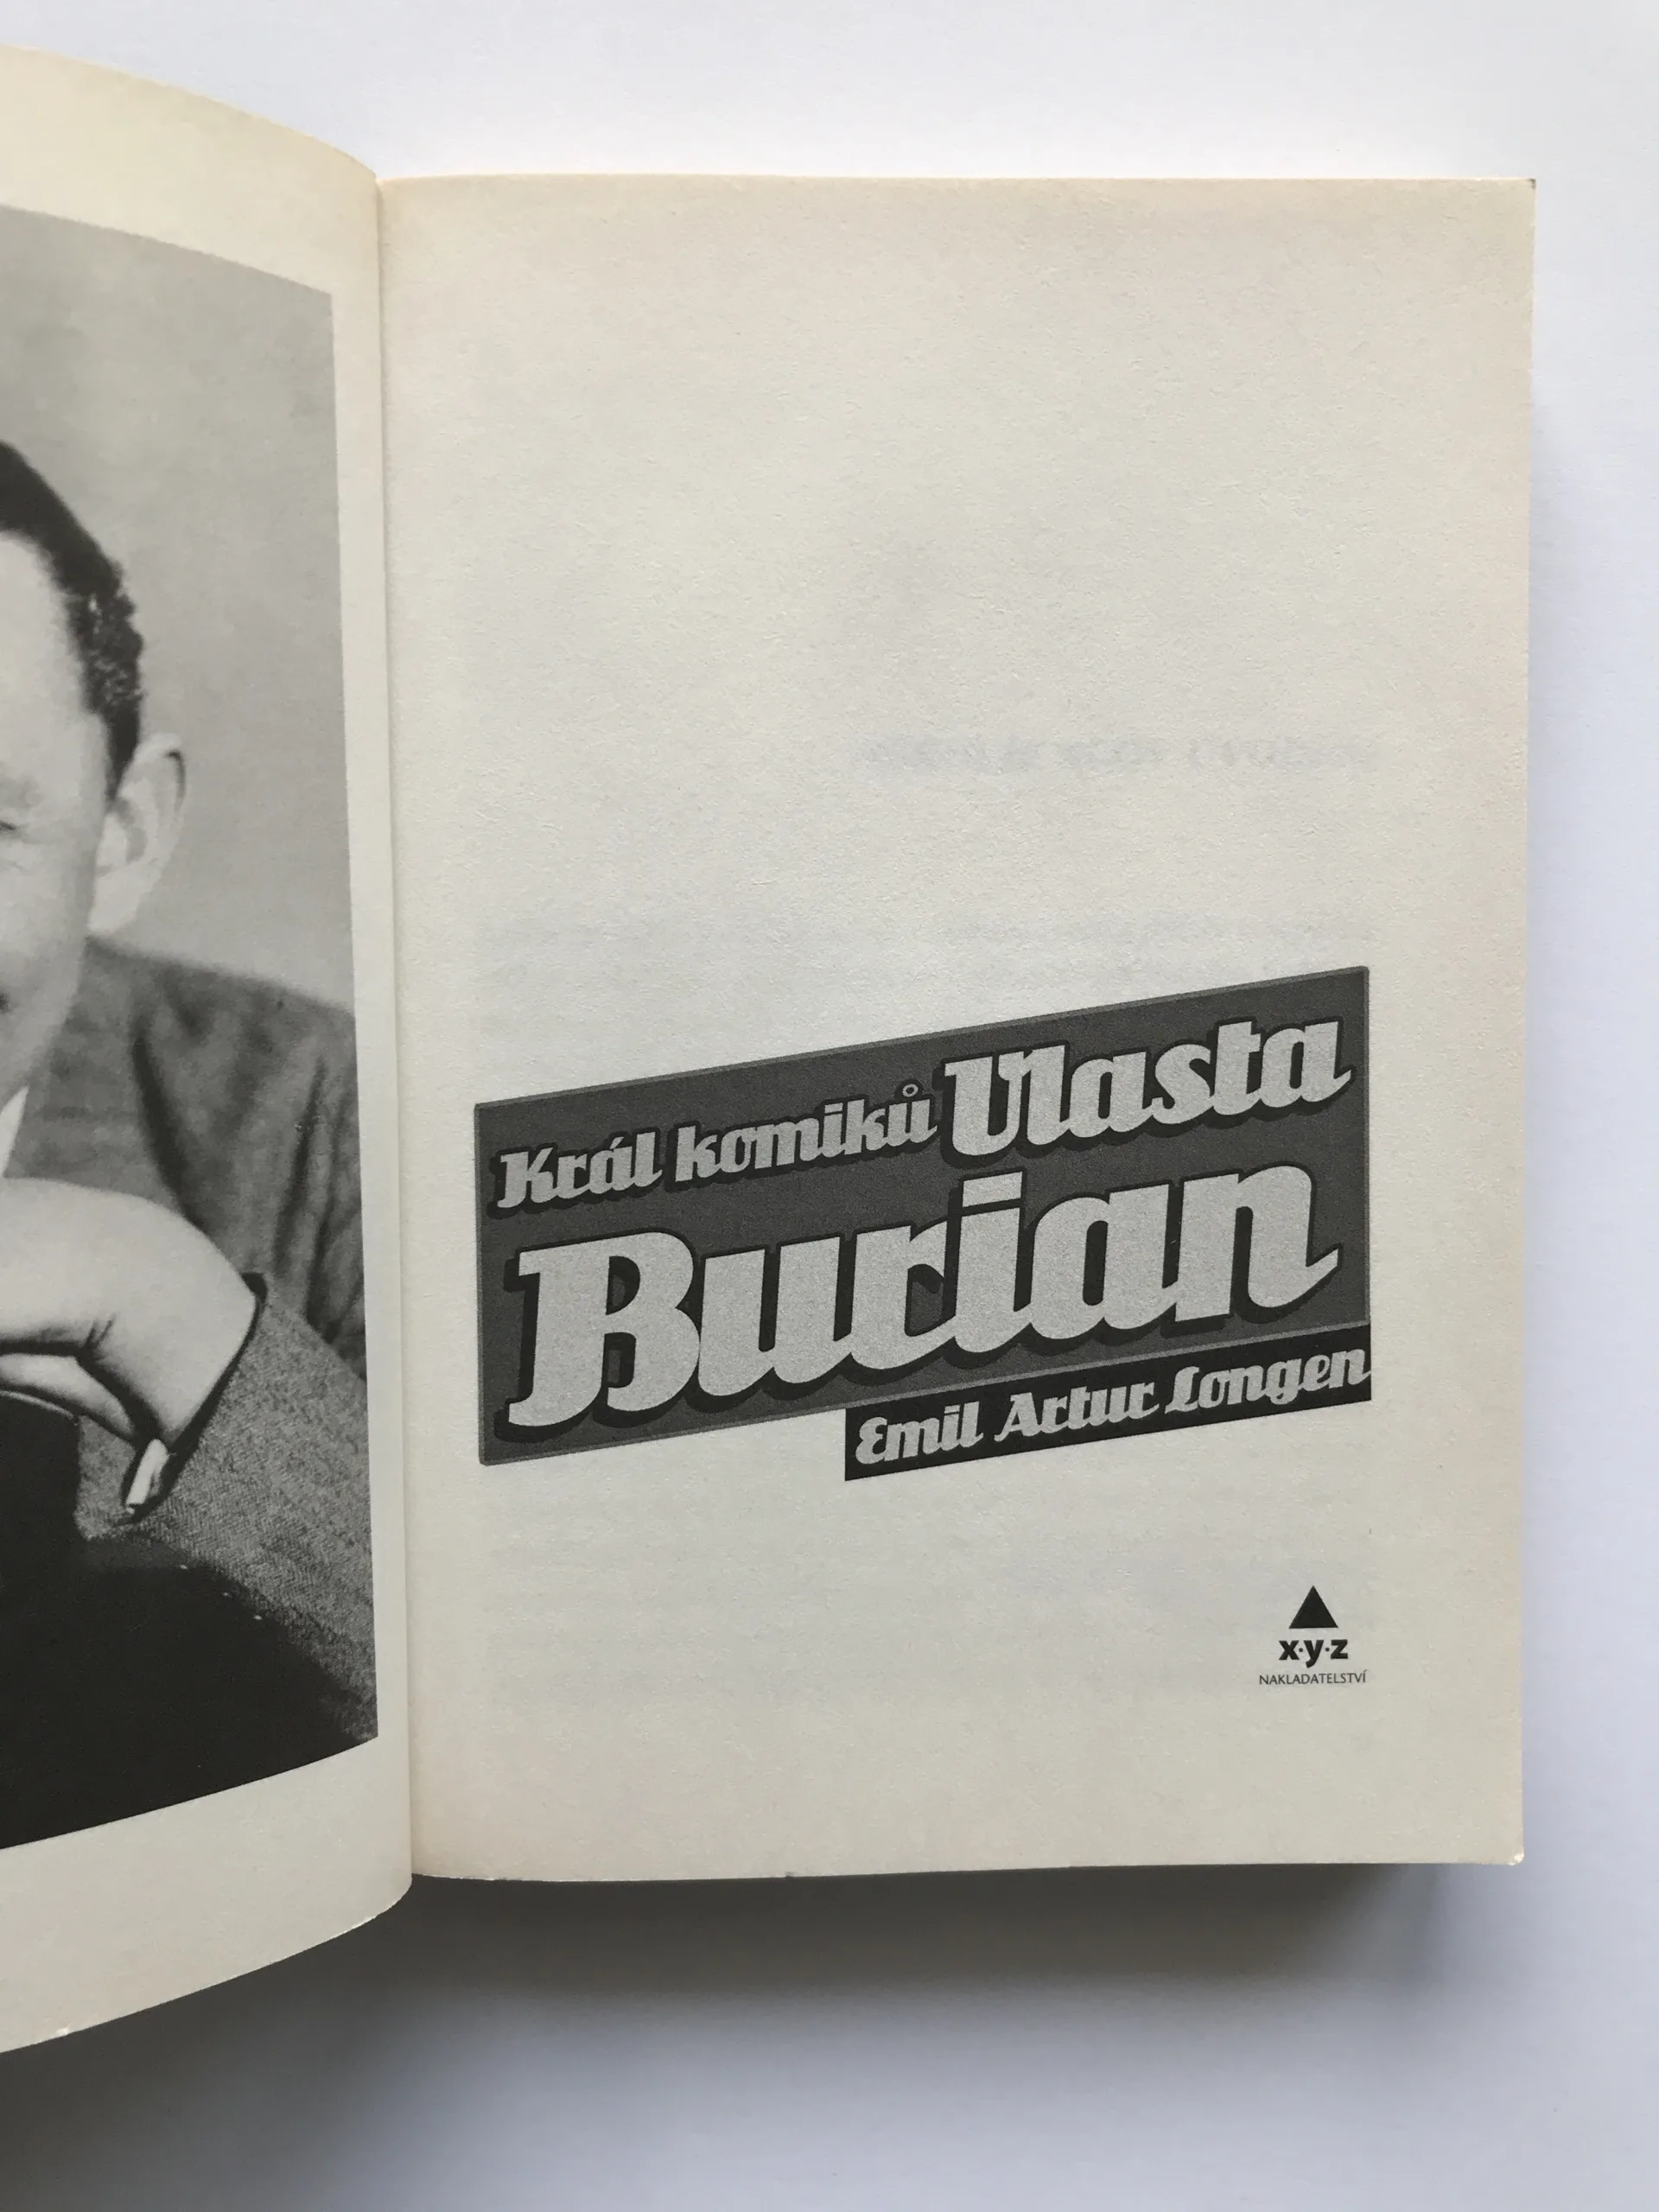 Král komiků Vlasta
Burian
Emil Artur Longen
x·y·z
NAKLADATELSTVÍ